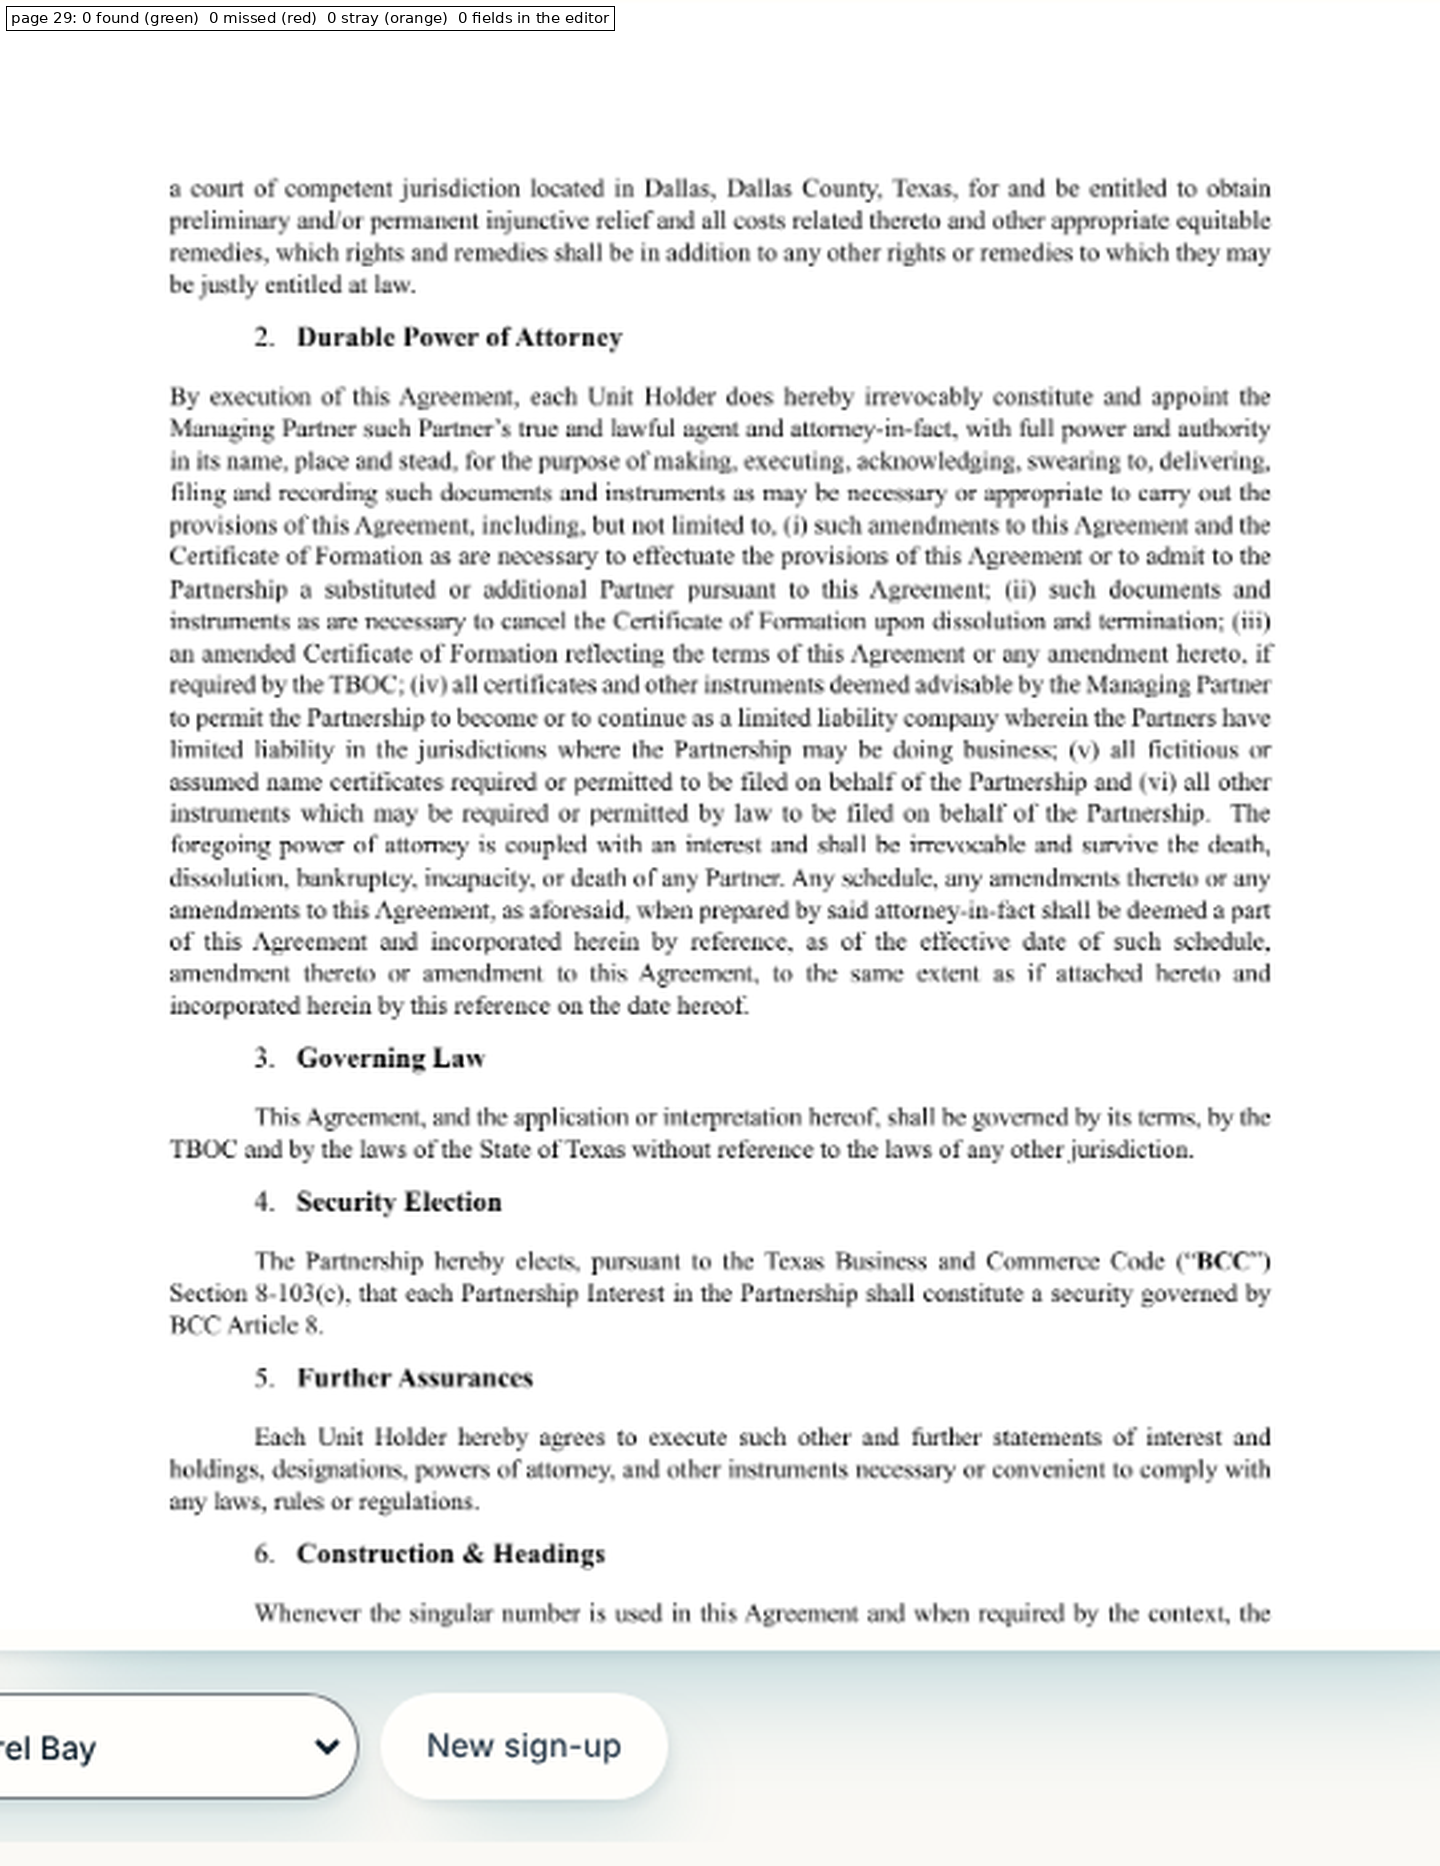 page 29: 0 found (green) 0 missed (red) 0 stray (orange) 0 fields in the editor
a court of competent jurisdiction located in Dallas, Dallas County, Texas, for and be entitled to obtain
preliminary and/or permanent injunctive relief and all costs related thereto and other appropriate equitable
remedies, which rights and remedies shall be in addition to any other rights or remedies to which they may
be justly entitled at law.
2. Durable Power of Attorney
By execution of this Agreement, each Unit Holder does hereby irrevocably constitute and appoint the
Managing Partner such Partner’s true and lawful agent and attorney-in-fact, with full power and authority
in its name, place and stead, for the purpose of making, executing, acknowledging, swearing to, delivering,
filing and recording such documents and instruments as may be necessary or appropriate to carry out the
provisions of this Agreement, including, but not limited to, (i) such amendments to this Agreement and the
Certificate of Formation as are necessary to effectuate the provisions of this Agreement or to admit to the
Partnership a substituted or additional Partner pursuant to this Agreement; (ii) such documents and
instruments as are necessary to cancel the Certificate of Formation upon dissolution and termination; (iii)
an amended Certificate of Formation reflecting the terms of this Agreement or any amendment hereto, if
required by the TBOC; (iv) all certificates and other instruments deemed advisable by the Managing Partner
to permit the Partnership to become or to continue as a limited liability company wherein the Partners have
limited liability in the jurisdictions where the Partnership may be doing business; (v) all fictitious or
assumed name certificates required or permitted to be filed on behalf of the Partnership and (vi) all other
instruments which may be required or permitted by law to be filed on behalf of the Partnership. The
foregoing power of attorney is coupled with an interest and shall be irrevocable and survive the death,
dissolution, bankruptcy, incapacity, or death of any Partner. Any schedule, any amendments thereto or any
amendments to this Agreement, as aforesaid, when prepared by said attorney-in-fact shall be deemed a part
of this Agreement and incorporated herein by reference, as of the effective date of such schedule,
amendment thereto or amendment to this Agreement, to the same extent as if attached hereto and
incorporated herein by this reference on the date hereof.
3. Governing Law
This Agreement, and the application or interpretation hereof, shall be governed by its terms, by the
TBOC and by the laws of the State of Texas without reference to the laws of any other jurisdiction.
4. Security Election
The Partnership hereby elects, pursuant to the Texas Business and Commerce Code (“BCC”)
Section 8-103(c), that each Partnership Interest in the Partnership shall constitute a security governed by
BCC Article 8.
5. Further Assurances
Each Unit Holder hereby agrees to execute such other and further statements of interest and
holdings, designations, powers of attorney, and other instruments necessary or convenient to comply with
any laws, rules or regulations.
6. Construction & Headings
Whenever the singular number is used in this Agreement and when required by the context, the
rel Bay
New sign-up